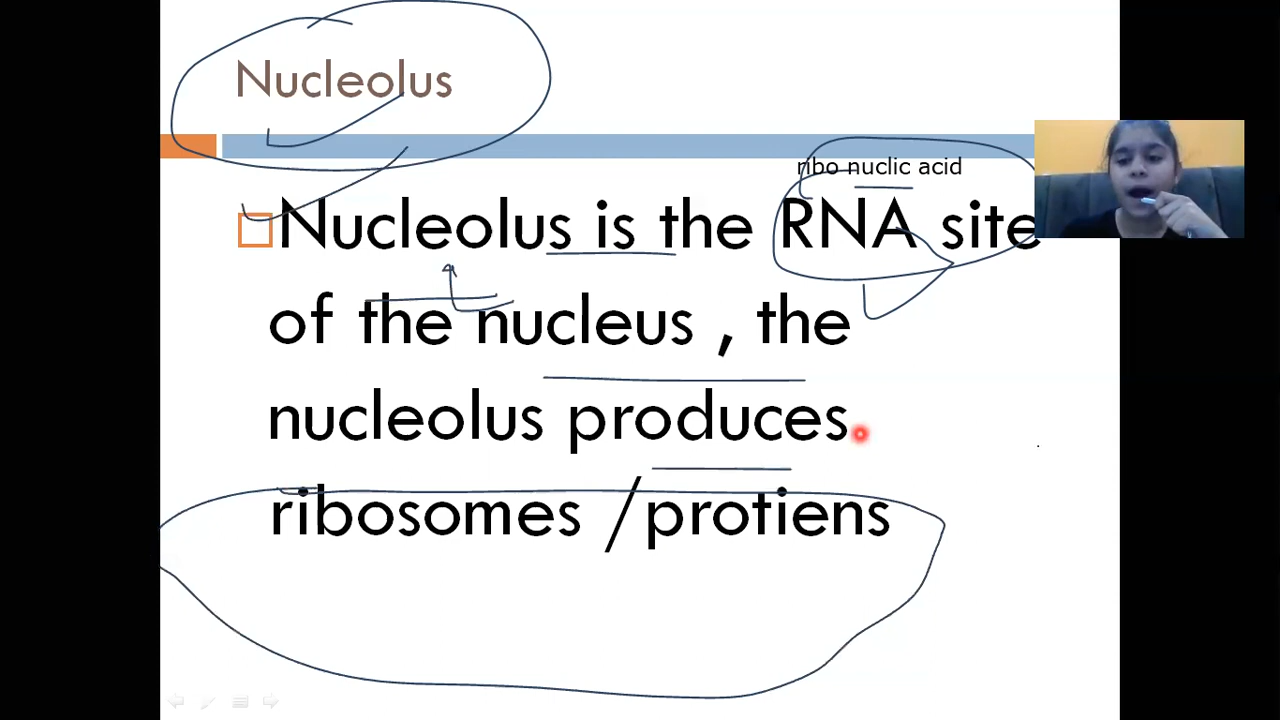 Nucleolus
ribo nuclic acid
Nucleolus is the RNA site
of the nucleus , the
nucleolus produces
ribosomes /protiens